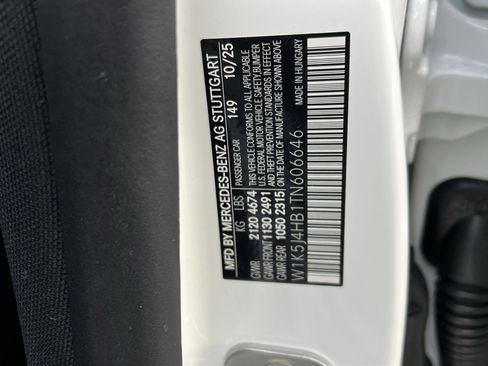 MFD BY MERCEDES-BENZ AG STUTTGART
PASSENGER CAR 149 10/25
KG LBS
GVWR 2120 4674 THIS VEHICLE CONFORMS TO ALL APPLICABLE
GAWR FRONT 1130 2491 U.S. FEDERAL MOTOR VEHICLE SAFETY, BUMPER
GAWR REAR 1050 2315 AND THEFT PREVENTION STANDARDS IN EFFECT
ON THE DATE OF MANUFACTURE SHOWN ABOVE
W1K5J4HB1TN606646 MADE IN HUNGARY